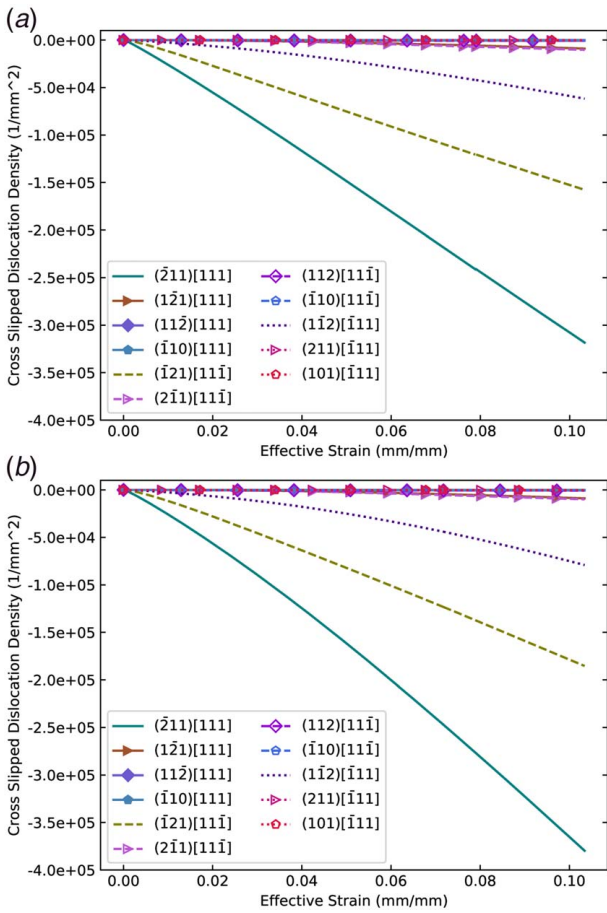 (a)
0.0e+00
-5.0e+04
-1.0e+05
-1.5e+05
-2.0e+05
-2.5e+05
-3.0e+05
-3.5e+05
-4.0e+05
Cross Slipped Dislocation Density (1/mm^2)
(2̄11)[111]
(12̄1)[111]
(112̄)[111]
(1̄10)[111]
(1̄21)[111̄]
(21̄1)[111̄]
(112)[111̄]
(1̄10)[111̄]
(11̄2)[1̄11]
(211)[1̄11]
(101)[1̄11]
0.00 0.02 0.04 0.06 0.08 0.10
Effective Strain (mm/mm)
(b)
0.0e+00
-5.0e+04
-1.0e+05
-1.5e+05
-2.0e+05
-2.5e+05
-3.0e+05
-3.5e+05
-4.0e+05
Cross Slipped Dislocation Density (1/mm^2)
(2̄11)[111]
(12̄1)[111]
(112̄)[111]
(1̄10)[111]
(1̄21)[111̄]
(21̄1)[111̄]
(112)[111̄]
(1̄10)[111̄]
(11̄2)[1̄11]
(211)[1̄11]
(101)[1̄11]
0.00 0.02 0.04 0.06 0.08 0.10
Effective Strain (mm/mm)